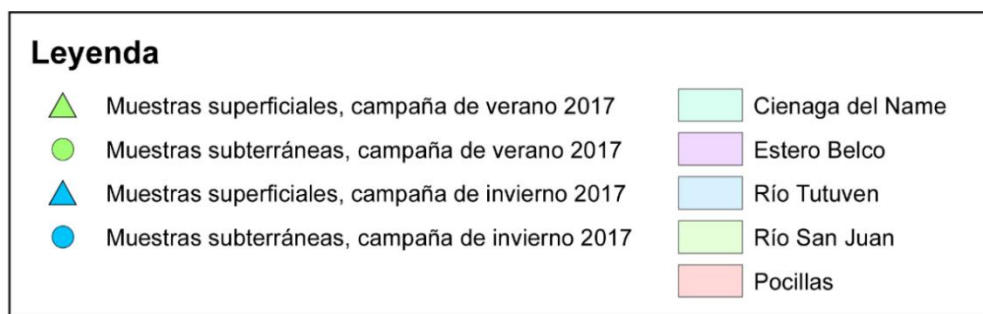 Leyenda
Muestras superficiales, campaña de verano 2017
Muestras subterráneas, campaña de verano 2017
Muestras superficiales, campaña de invierno 2017
Muestras subterráneas, campaña de invierno 2017
Cienaga del Name
Estero Belco
Río Tutuven
Río San Juan
Pocillas